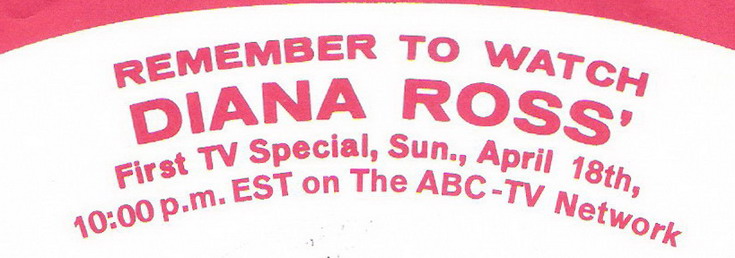 REMEMBER TO WATCH
DIANA ROSS'
First TV Special, Sun., April 18th,
10:00 p.m. EST on The ABC-TV Network